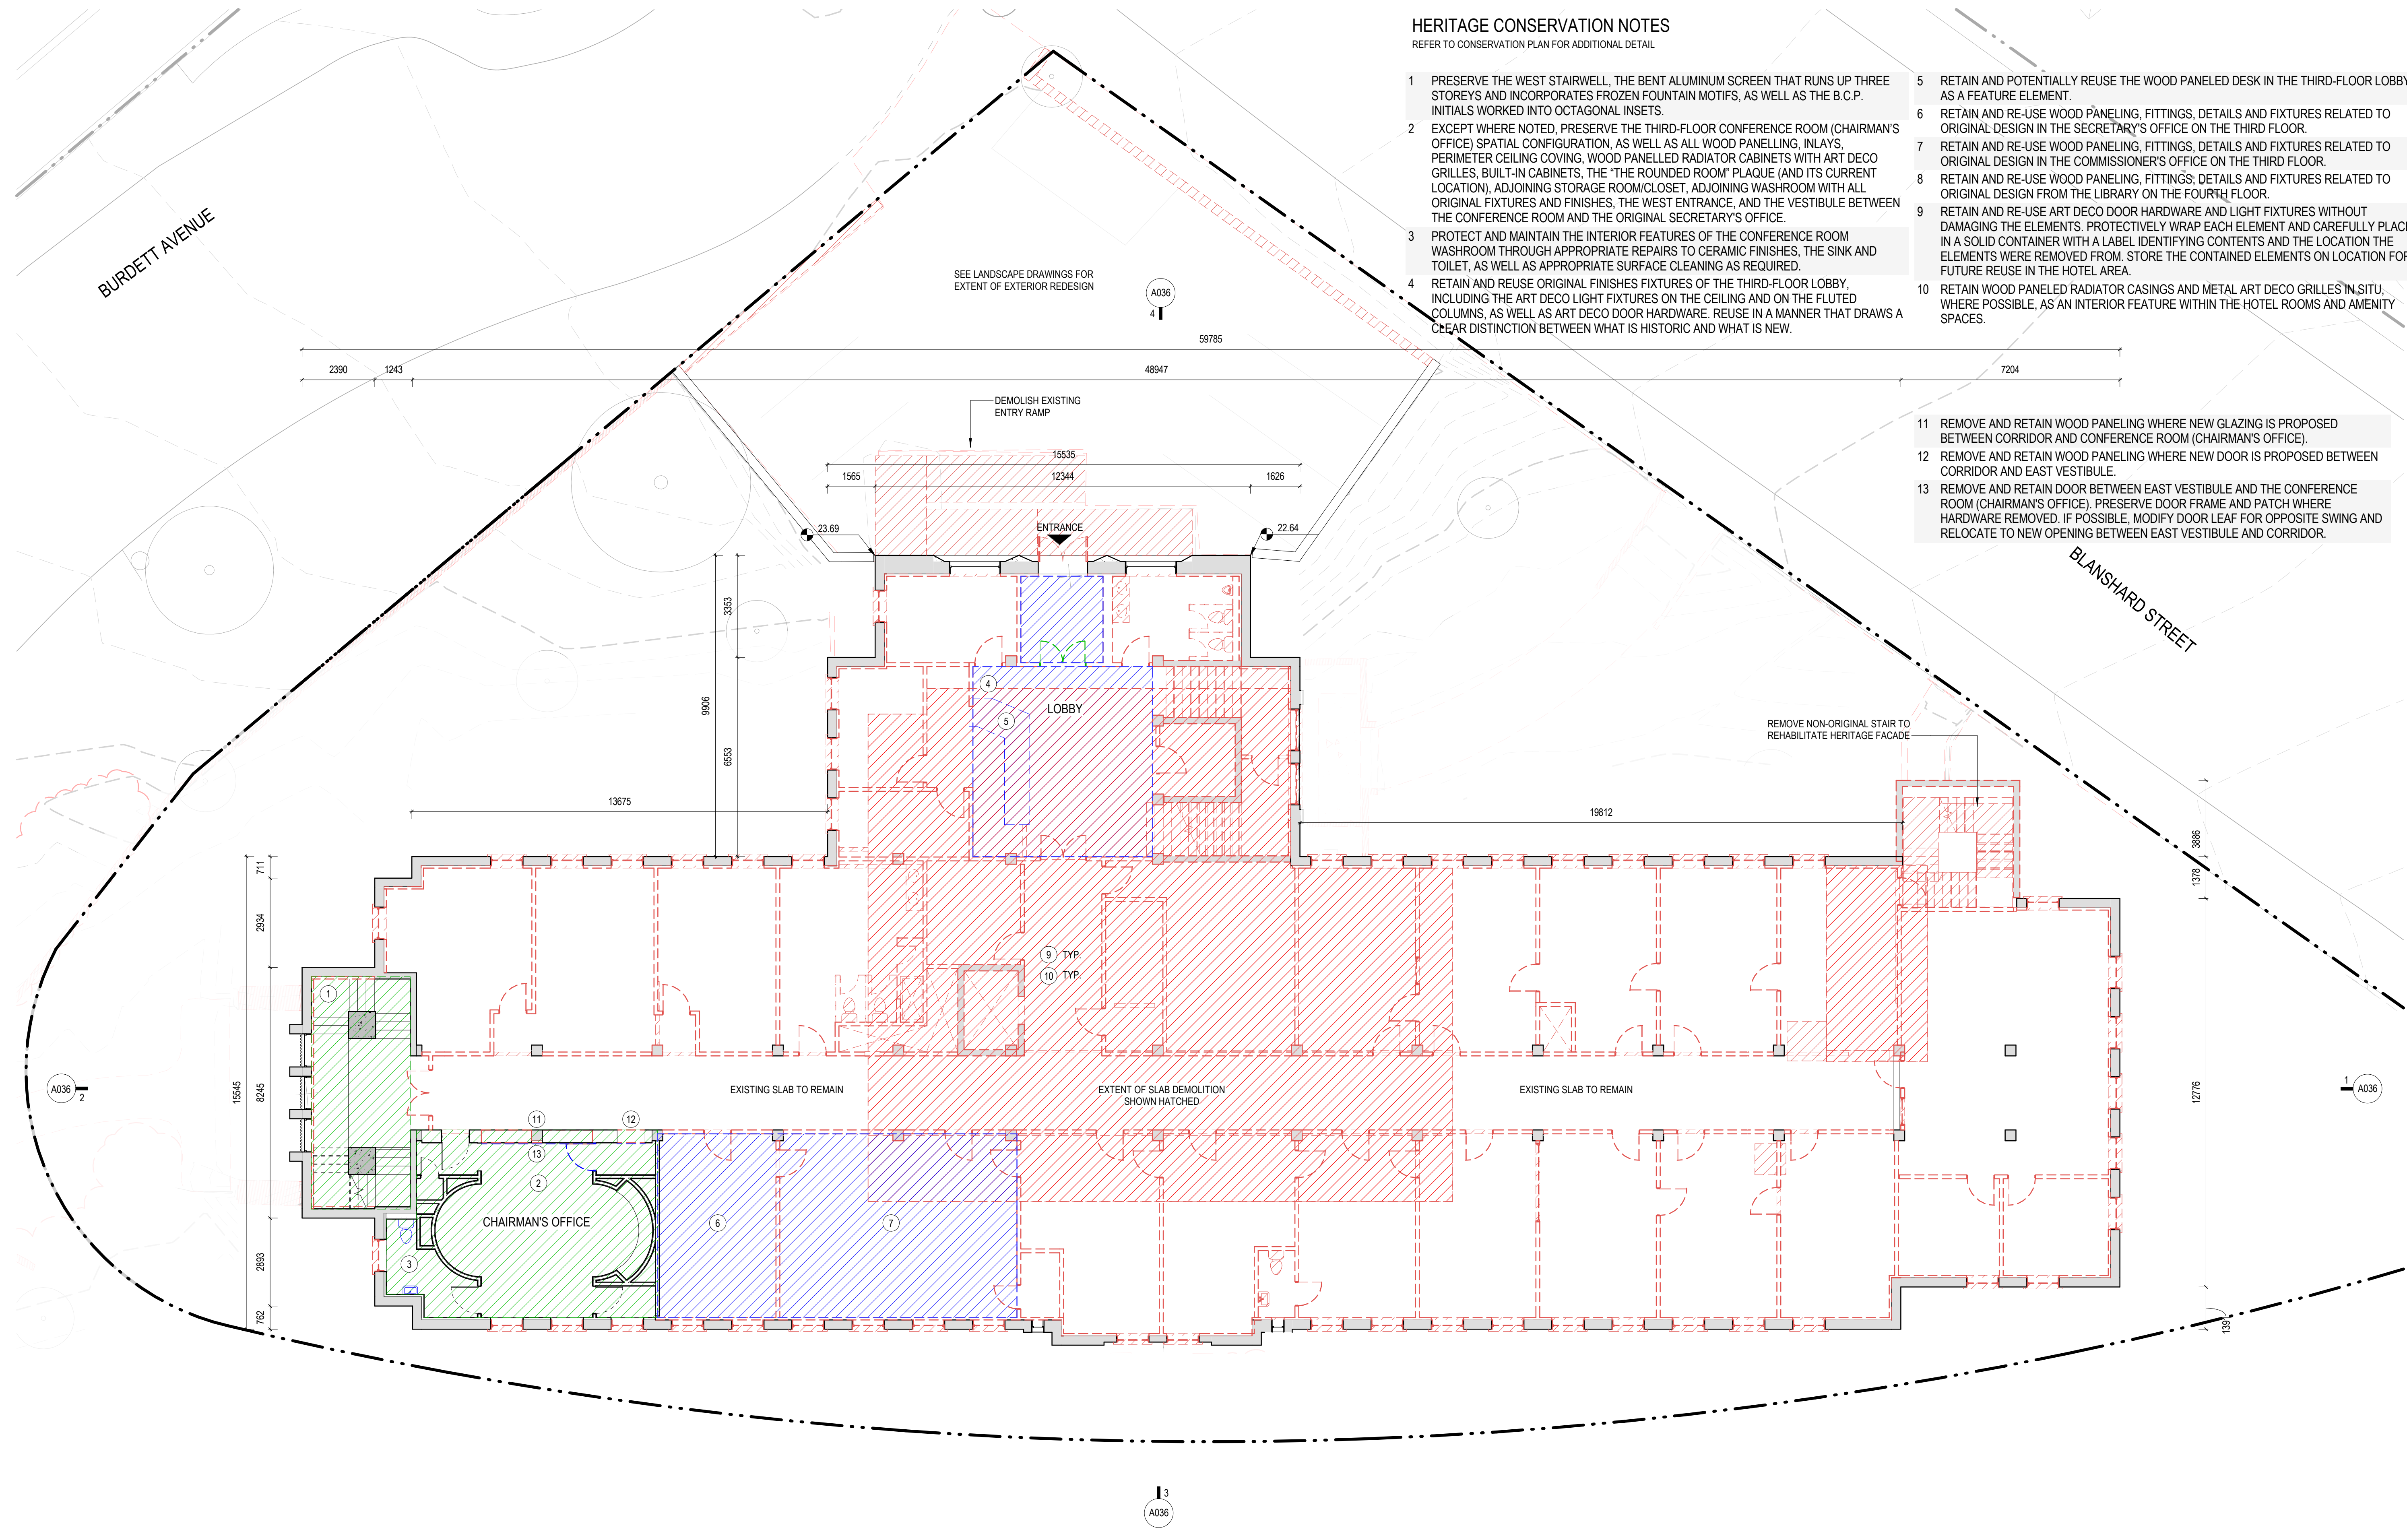 HERITAGE CONSERVATION NOTES
REFER TO CONSERVATION PLAN FOR ADDITIONAL DETAIL
1 PRESERVE THE WEST STAIRWELL, THE BENT ALUMINUM SCREEN THAT RUNS UP THREE
STOREYS AND INCORPORATES FROZEN FOUNTAIN MOTIFS, AS WELL AS THE B.C.P.
INITIALS WORKED INTO OCTAGONAL INSETS.
2 EXCEPT WHERE NOTED, PRESERVE THE THIRD-FLOOR CONFERENCE ROOM (CHAIRMAN'S
OFFICE) SPATIAL CONFIGURATION, AS WELL AS ALL WOOD PANELLING, INLAYS,
PERIMETER CEILING COVING, WOOD PANELLED RADIATOR CABINETS WITH ART DECO
GRILLES, BUILT-IN CABINETS, THE "THE ROUNDED ROOM" PLAQUE (AND ITS CURRENT
LOCATION), ADJOINING STORAGE ROOM/CLOSET, ADJOINING WASHROOM WITH ALL
ORIGINAL FIXTURES AND FINISHES, THE WEST ENTRANCE, AND THE VESTIBULE BETWEEN
THE CONFERENCE ROOM AND THE ORIGINAL SECRETARY'S OFFICE.
3 PROTECT AND MAINTAIN THE INTERIOR FEATURES OF THE CONFERENCE ROOM
WASHROOM THROUGH APPROPRIATE REPAIRS TO CERAMIC FINISHES, THE SINK AND
TOILET, AS WELL AS APPROPRIATE SURFACE CLEANING AS REQUIRED.
4 RETAIN AND REUSE ORIGINAL FINISHES FIXTURES OF THE THIRD-FLOOR LOBBY,
INCLUDING THE ART DECO LIGHT FIXTURES ON THE CEILING AND ON THE FLUTED
COLUMNS, AS WELL AS ART DECO DOOR HARDWARE. REUSE IN A MANNER THAT DRAWS A
CLEAR DISTINCTION BETWEEN WHAT IS HISTORIC AND WHAT IS NEW.
5 RETAIN AND POTENTIALLY REUSE THE WOOD PANELED DESK IN THE THIRD-FLOOR LOBBY
AS A FEATURE ELEMENT.
6 RETAIN AND RE-USE WOOD PANELING, FITTINGS, DETAILS AND FIXTURES RELATED TO
ORIGINAL DESIGN IN THE SECRETARY'S OFFICE ON THE THIRD FLOOR.
7 RETAIN AND RE-USE WOOD PANELING, FITTINGS, DETAILS AND FIXTURES RELATED TO
ORIGINAL DESIGN IN THE COMMISSIONER'S OFFICE ON THE THIRD FLOOR.
8 RETAIN AND RE-USE WOOD PANELING, FITTINGS, DETAILS AND FIXTURES RELATED TO
ORIGINAL DESIGN FROM THE LIBRARY ON THE FOURTH FLOOR.
9 RETAIN AND RE-USE ART DECO DOOR HARDWARE AND LIGHT FIXTURES WITHOUT
DAMAGING THE ELEMENTS. PROTECTIVELY WRAP EACH ELEMENT AND CAREFULLY PLAC
IN A SOLID CONTAINER WITH A LABEL IDENTIFYING CONTENTS AND THE LOCATION THE
ELEMENTS WERE REMOVED FROM. STORE THE CONTAINED ELEMENTS ON LOCATION FOR
FUTURE REUSE IN THE HOTEL AREA.
10 RETAIN WOOD PANELED RADIATOR CASINGS AND METAL ART DECO GRILLES IN SITU,
WHERE POSSIBLE, AS AN INTERIOR FEATURE WITHIN THE HOTEL ROOMS AND AMENITY
SPACES.
11 REMOVE AND RETAIN WOOD PANELING WHERE NEW GLAZING IS PROPOSED
BETWEEN CORRIDOR AND CONFERENCE ROOM (CHAIRMAN'S OFFICE).
12 REMOVE AND RETAIN WOOD PANELING WHERE NEW DOOR IS PROPOSED BETWEEN
CORRIDOR AND EAST VESTIBULE.
13 REMOVE AND RETAIN DOOR BETWEEN EAST VESTIBULE AND THE CONFERENCE
ROOM (CHAIRMAN'S OFFICE). PRESERVE DOOR FRAME AND PATCH WHERE
HARDWARE REMOVED. IF POSSIBLE, MODIFY DOOR LEAF FOR OPPOSITE SWING AND
RELOCATE TO NEW OPENING BETWEEN EAST VESTIBULE AND CORRIDOR.
BURDETT AVENUE
BLANSHARD STREET
SEE LANDSCAPE DRAWINGS FOR
EXTENT OF EXTERIOR REDESIGN
A036
4
59785
2390
1243
48947
7204
DEMOLISH EXISTING
ENTRY RAMP
15535
1565
12344
1626
23.69
ENTRANCE
22.64
3353
9906
6553
4
5
LOBBY
REMOVE NON-ORIGINAL STAIR TO
REHABILITATE HERITAGE FACADE
13675
19812
3886
1378
12776
1391
711
2934
15545
8245
2893
762
1
9 TYP.
10 TYP.
A036
2
1
A036
EXISTING SLAB TO REMAIN
EXTENT OF SLAB DEMOLITION
SHOWN HATCHED
EXISTING SLAB TO REMAIN
11
12
13
2
CHAIRMAN'S OFFICE
6
7
3
3
A036